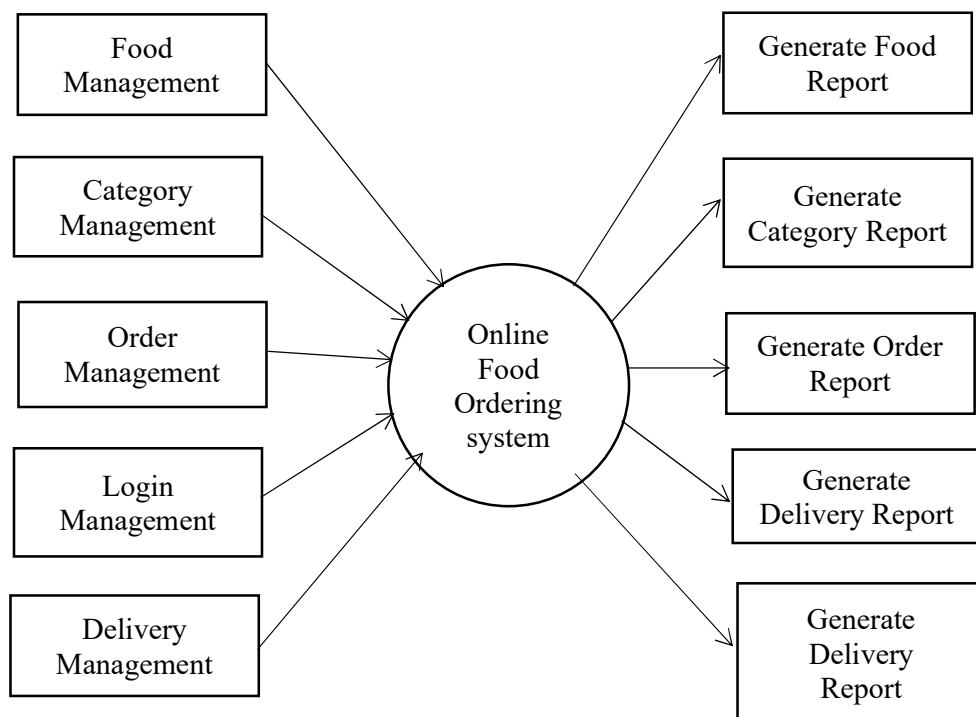 Food
Management
Category
Management
Order
Management
Login
Management
Delivery
Management
Online
Food
Ordering
system
Generate Food
Report
Generate
Category Report
Generate Order
Report
Generate
Delivery Report
Generate
Delivery
Report